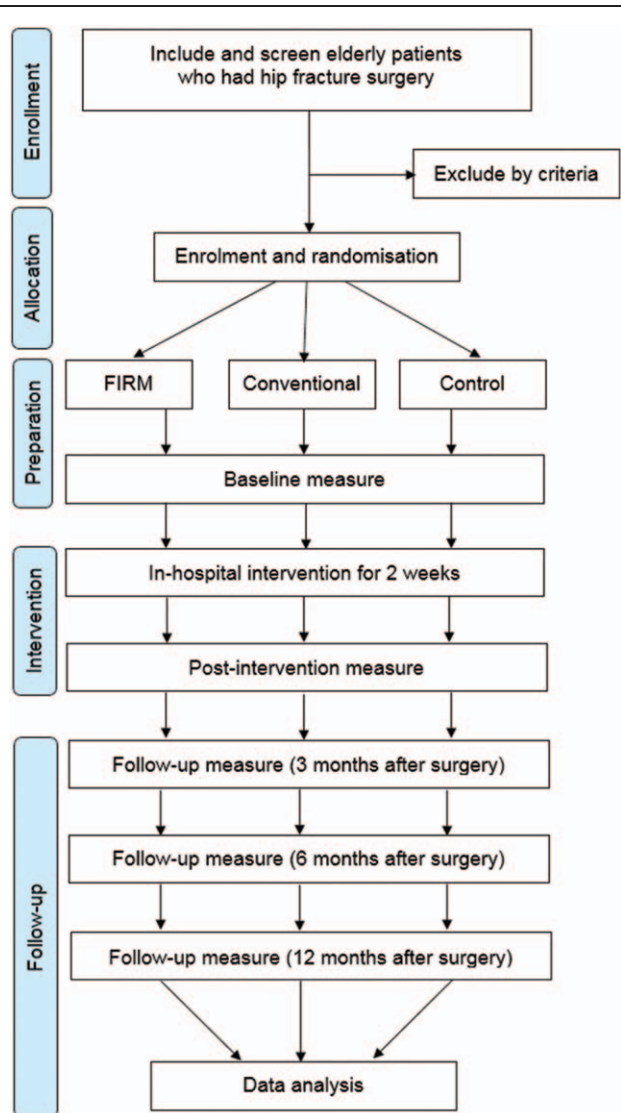 Enrollment
Include and screen elderly patients
who had hip fracture surgery
Exclude by criteria
Allocation
Enrolment and randomisation
Preparation
FIRM
Conventional
Control
Baseline measure
Intervention
In-hospital intervention for 2 weeks
Post-intervention measure
Follow-up
Follow-up measure (3 months after surgery)
Follow-up measure (6 months after surgery)
Follow-up measure (12 months after surgery)
Data analysis